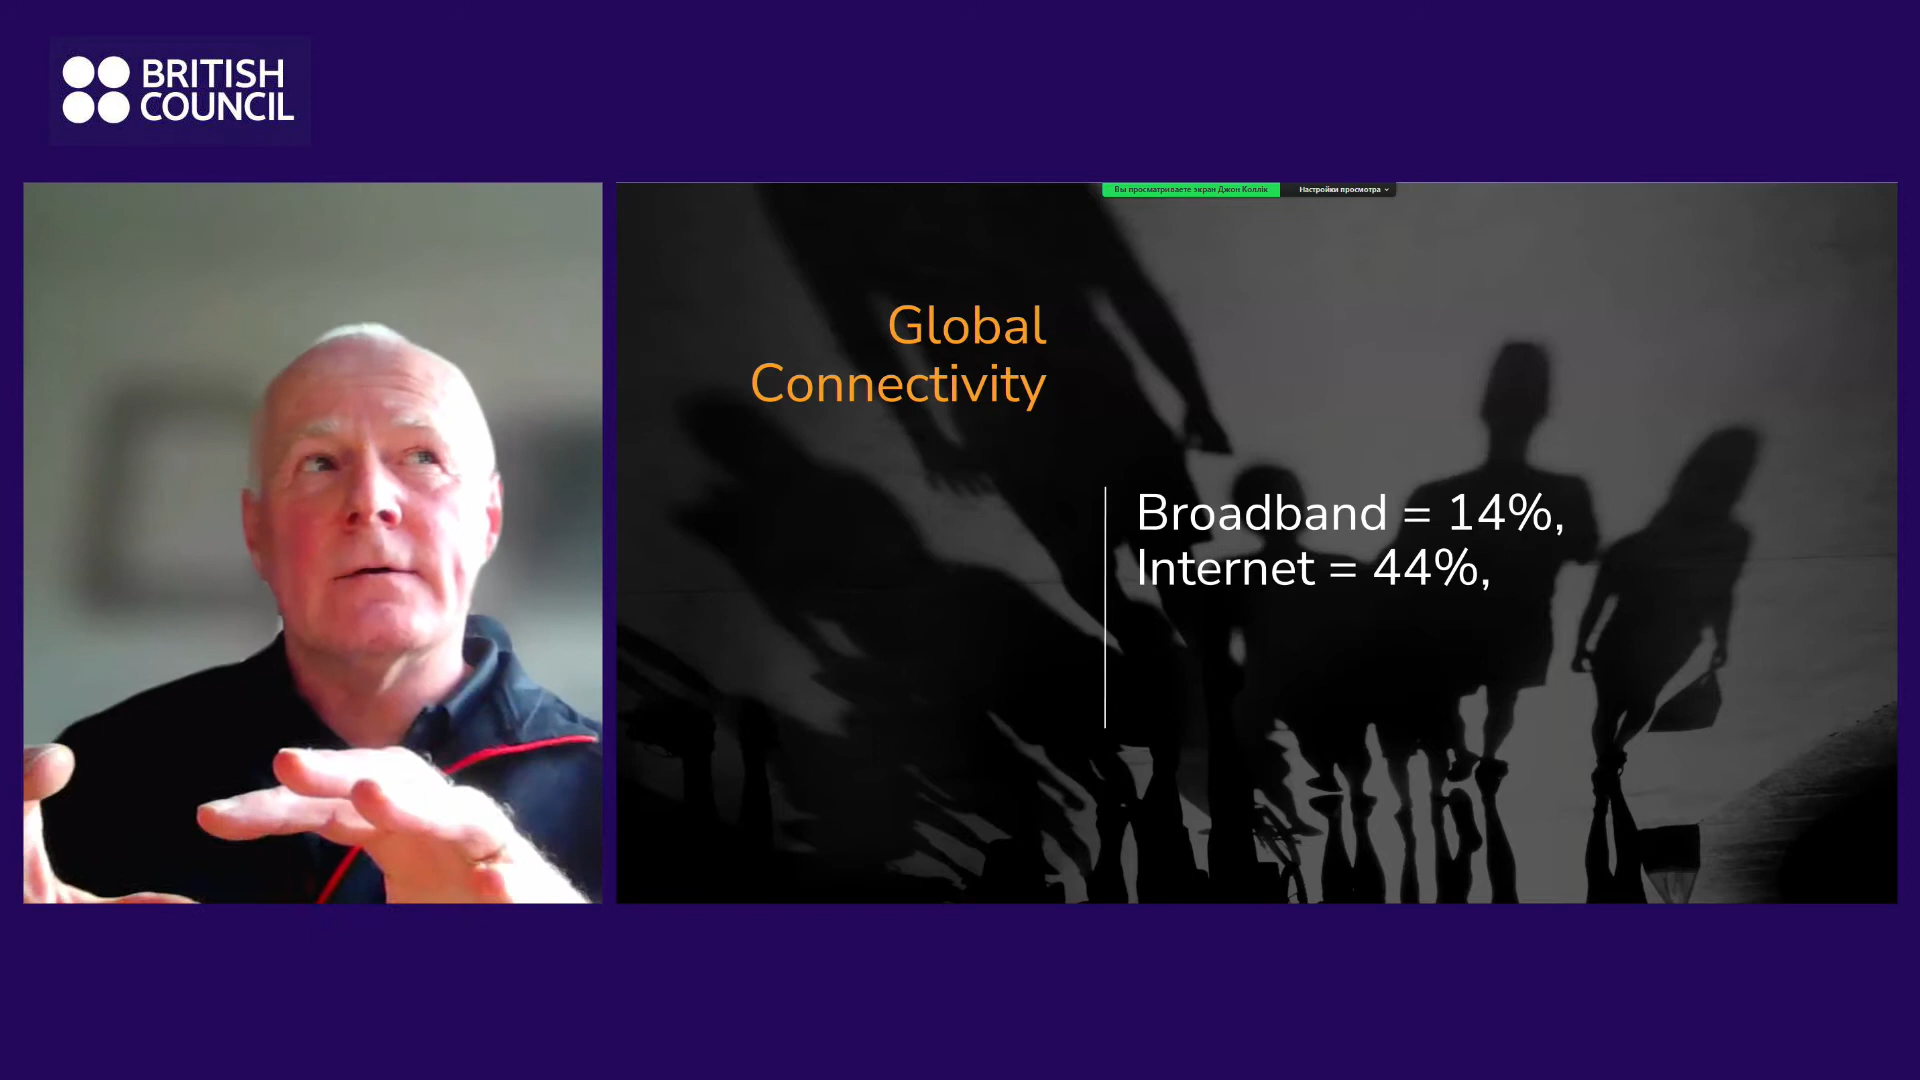 BRITISH
COUNCIL
Вы просматриваете экран Джон Коллік
Настройки просмотра
Global
Connectivity
Broadband = 14%,
Internet = 44%,